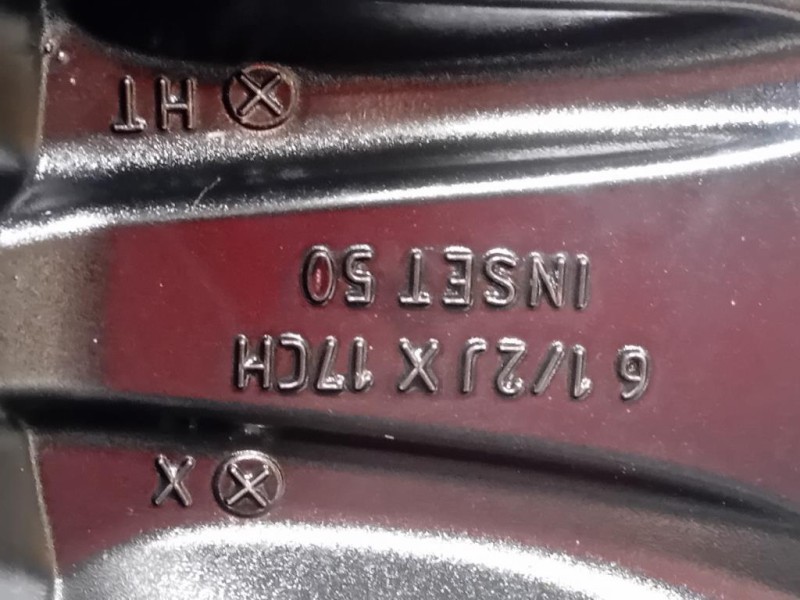 ⓧ X
6 1/2J X 17CH
INSET 50
ⓧ HT